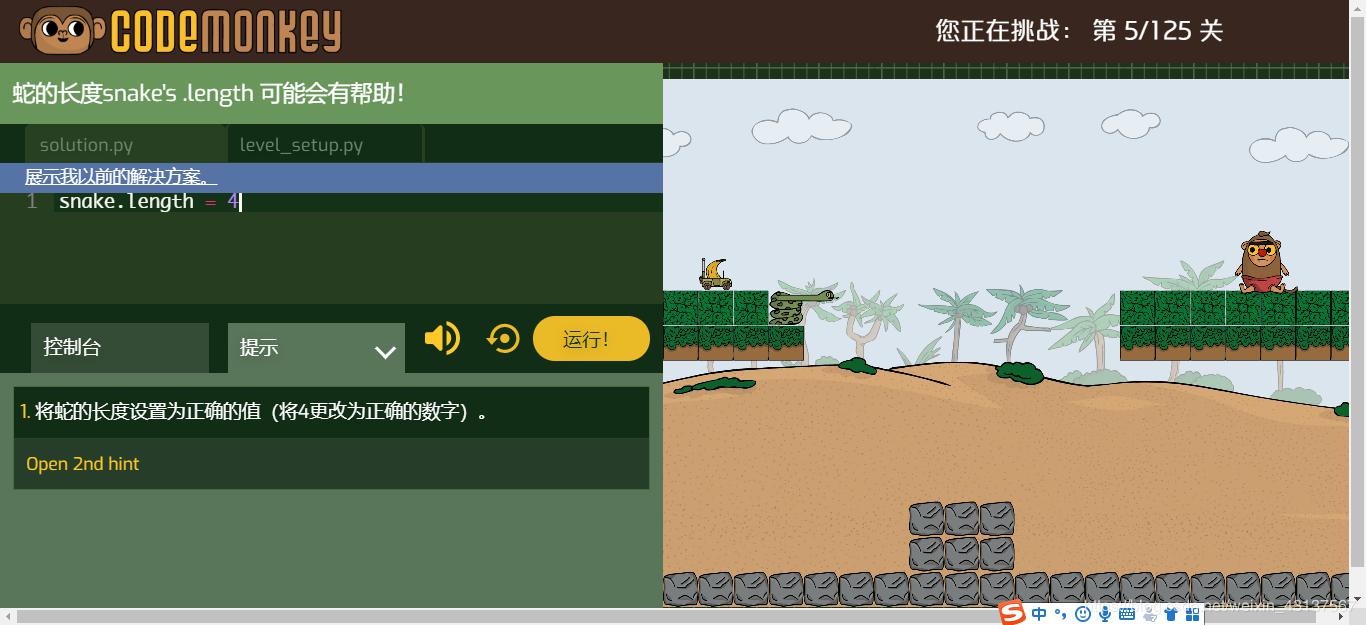 CODEMONKEY
您正在挑战： 第 5/125 关
蛇的长度snake's .length 可能会有帮助！
solution.py
level_setup.py
展示我以前的解决方案。
1 snake.length = 4
控制台
提示
运行！
1. 将蛇的长度设置为正确的值（将4更改为正确的数字）。
Open 2nd hint
中